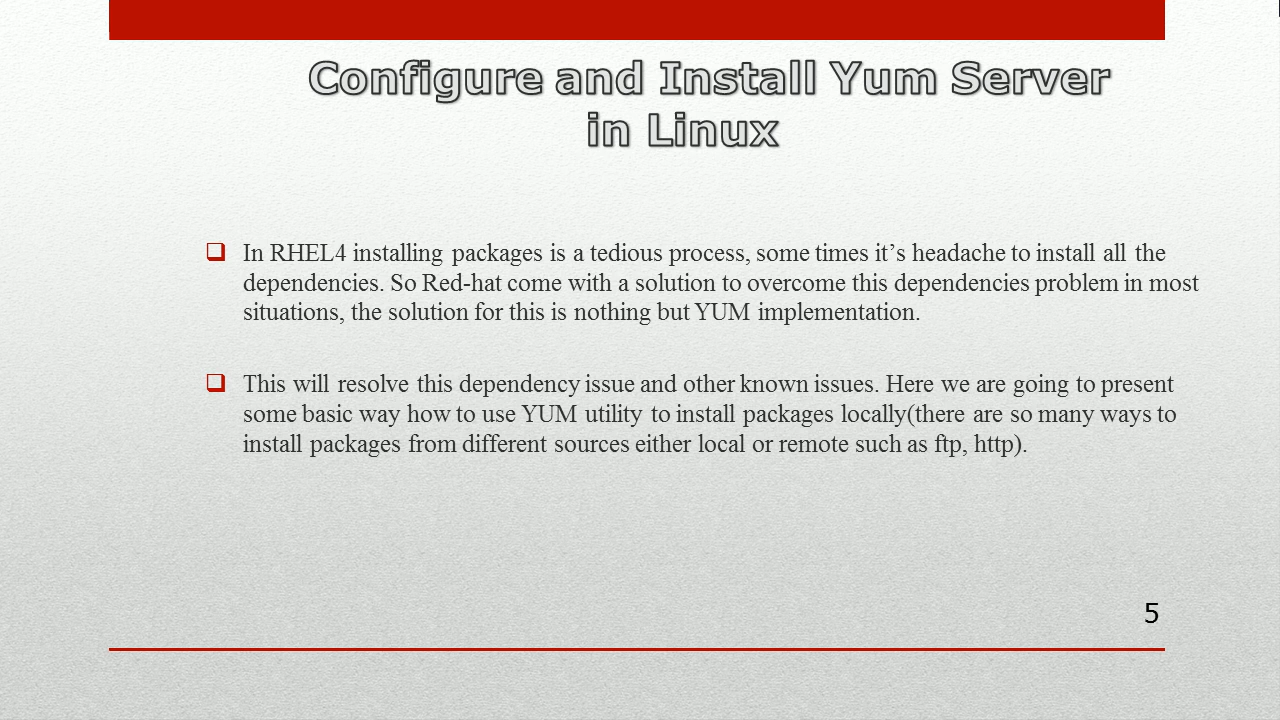 Configure and Install Yum Server
in Linux
In RHEL4 installing packages is a tedious process, some times it’s headache to install all the
dependencies. So Red-hat come with a solution to overcome this dependencies problem in most
situations, the solution for this is nothing but YUM implementation.
This will resolve this dependency issue and other known issues. Here we are going to present
some basic way how to use YUM utility to install packages locally(there are so many ways to
install packages from different sources either local or remote such as ftp, http).
5